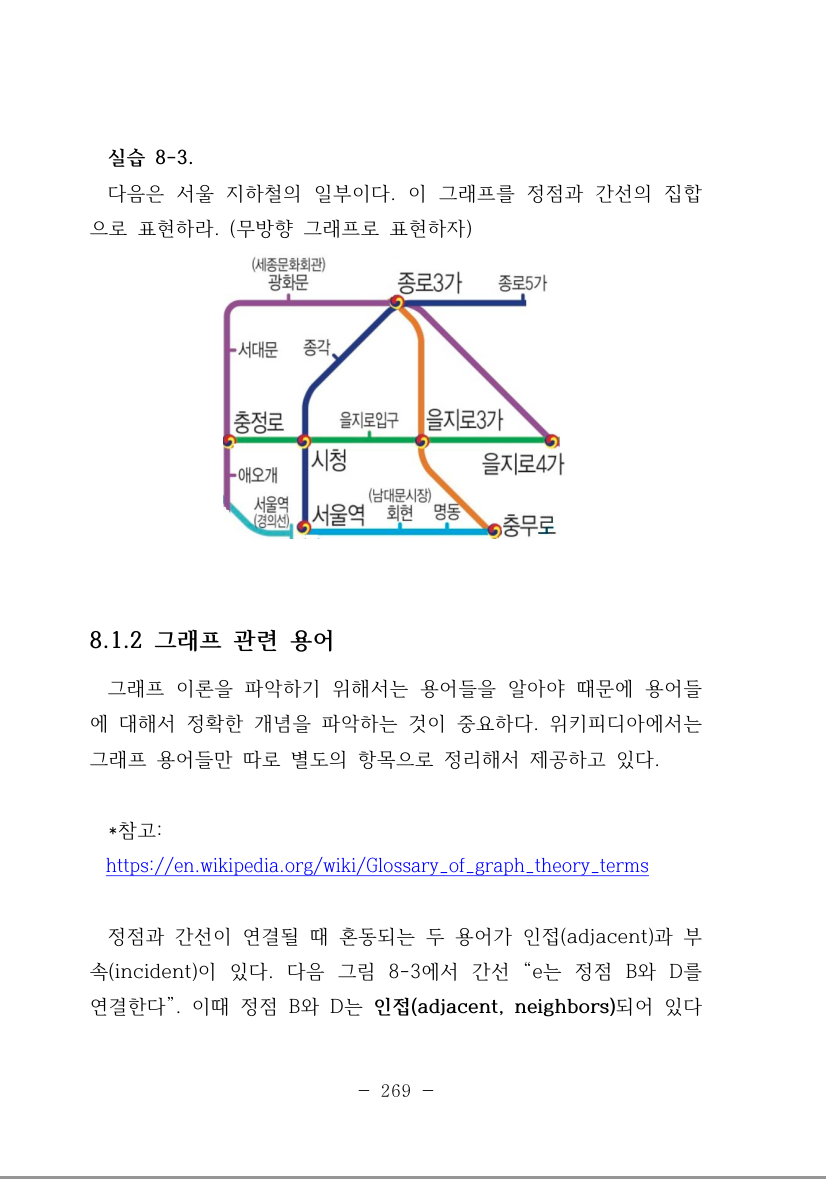 실습 8-3.
다음은 서울 지하철의 일부이다. 이 그래프를 정점과 간선의 집합
으로 표현하라. (무방향 그래프로 표현하자)
(세종문화회관)
광화문
종로3가
종로5가
서대문
종각
충정로
을지로입구
을지로3가
시청
을지로4가
애오개
서울역
(경의선)
서울역
(남대문시장)
회현
명동
충무로
8.1.2 그래프 관련 용어
그래프 이론을 파악하기 위해서는 용어들을 알아야 때문에 용어들
에 대해서 정확한 개념을 파악하는 것이 중요하다. 위키피디아에서는
그래프 용어들만 따로 별도의 항목으로 정리해서 제공하고 있다.
*참고:
https://en.wikipedia.org/wiki/Glossary_of_graph_theory_terms
정점과 간선이 연결될 때 혼동되는 두 용어가 인접(adjacent)과 부
속(incident)이 있다. 다음 그림 8-3에서 간선 “e는 정점 B와 D를
연결한다”. 이때 정점 B와 D는 인접(adjacent, neighbors)되어 있다
- 269 -